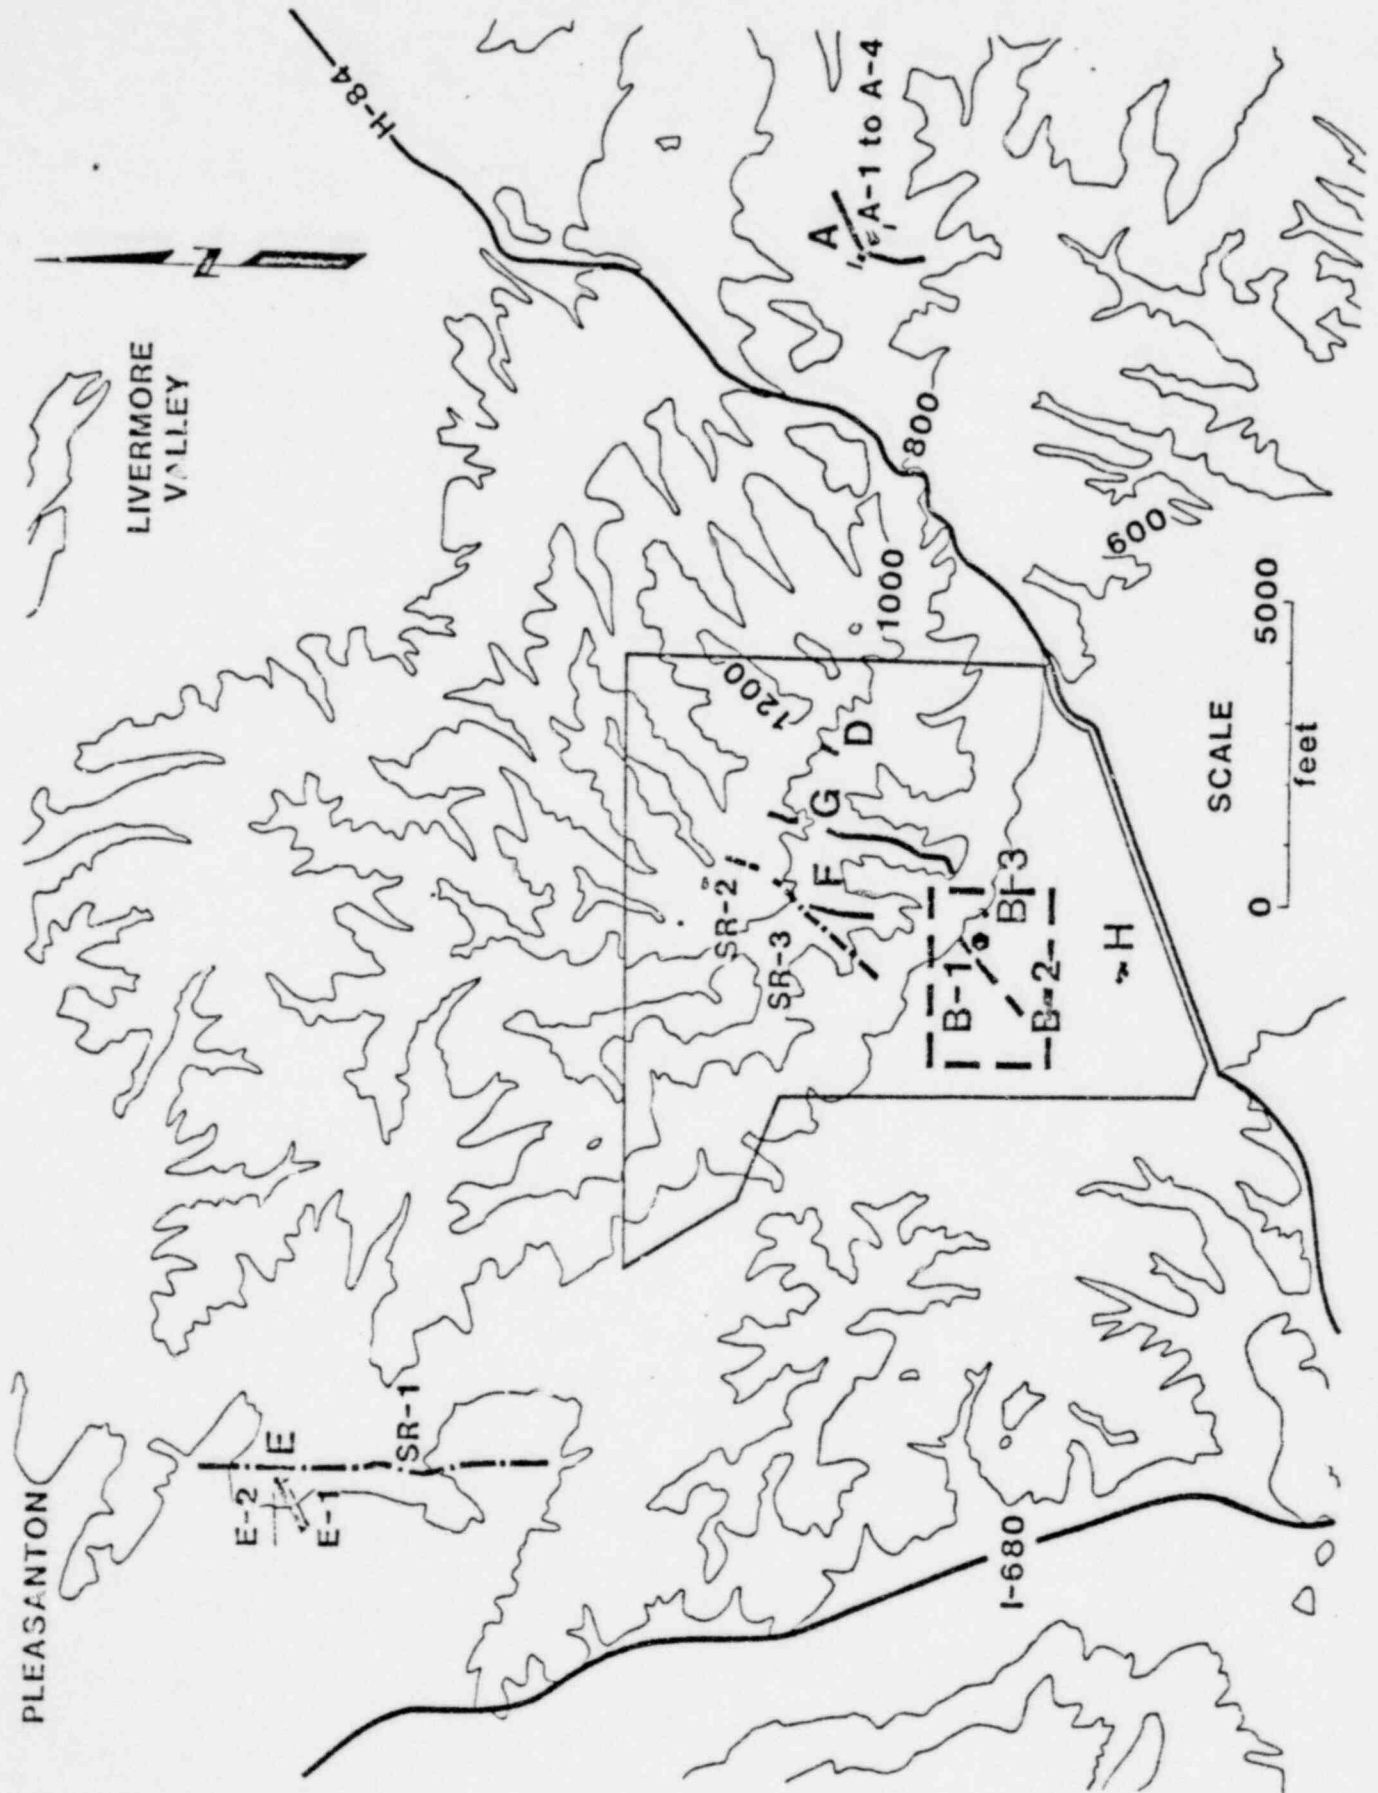 PLEASANTON
LIVERMORE
VALLEY
N
H-84
E-2
E
E-1
SR-1
A
A-1 to A-4
SR-2
SR-3
1200
F
G
D
1000
800
600
B-1
B-2
B-3
H
I-680
SCALE
0
5000
feet